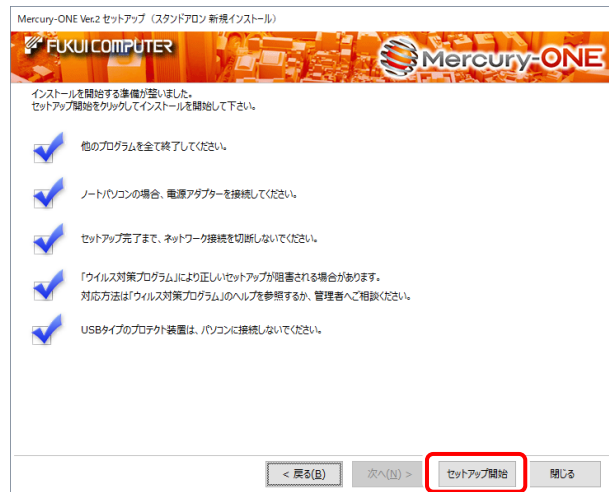 Mercury-ONE Ver.2 セットアップ（スタンドアロン 新規インストール）
FUKUI COMPUTER
Mercury-ONE
インストールを開始する準備が整いました。
セットアップ開始をクリックしてインストールを開始して下さい。
他のプログラムを全て終了してください。
ノートパソコンの場合、電源アダプターを接続してください。
セットアップ完了まで、ネットワーク接続を切断しないでください。
「ウイルス対策プログラム」により正しいセットアップが阻害される場合があります。
対応方法は「ウィルス対策プログラム」のヘルプを参照するか、管理者へご相談ください。
USBタイプのプロテクト装置は、パソコンに接続しないでください。
< 戻る(B) 次へ(N) > セットアップ開始 閉じる